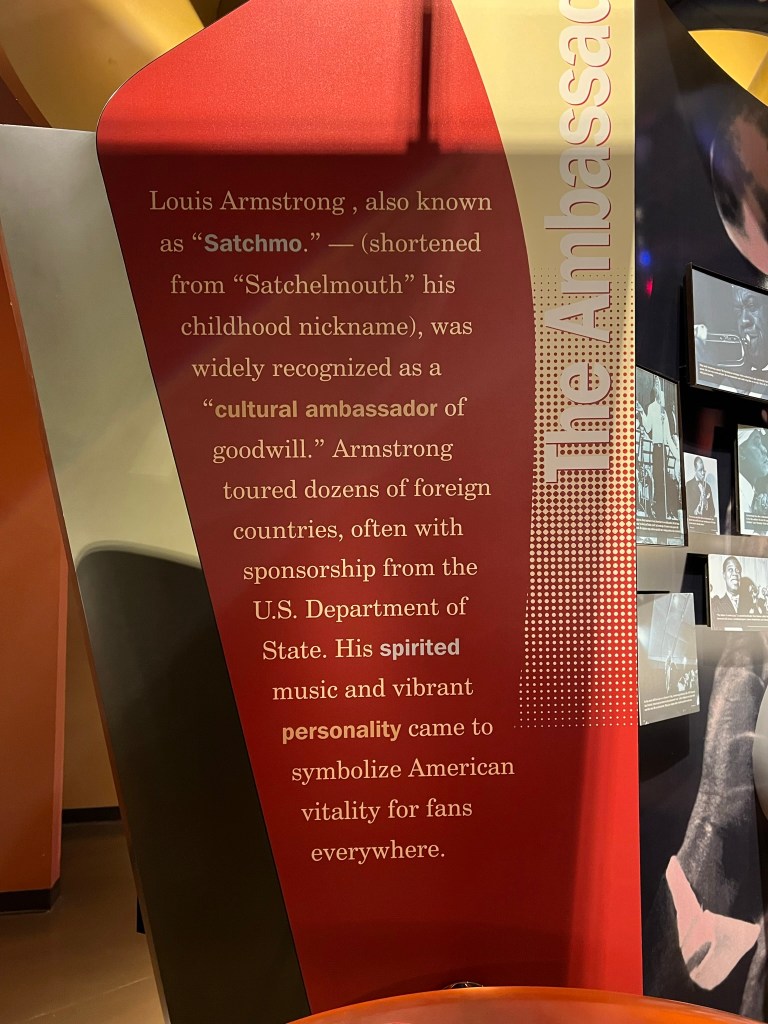 Louis Armstrong , also known
as “Satchmo.” — (shortened
from “Satchelmouth” his
childhood nickname), was
widely recognized as a
“cultural ambassador of
goodwill.” Armstrong
toured dozens of foreign
countries, often with
sponsorship from the
U.S. Department of
State. His spirited
music and vibrant
personality came to
symbolize American
vitality for fans
everywhere.
The Ambassad